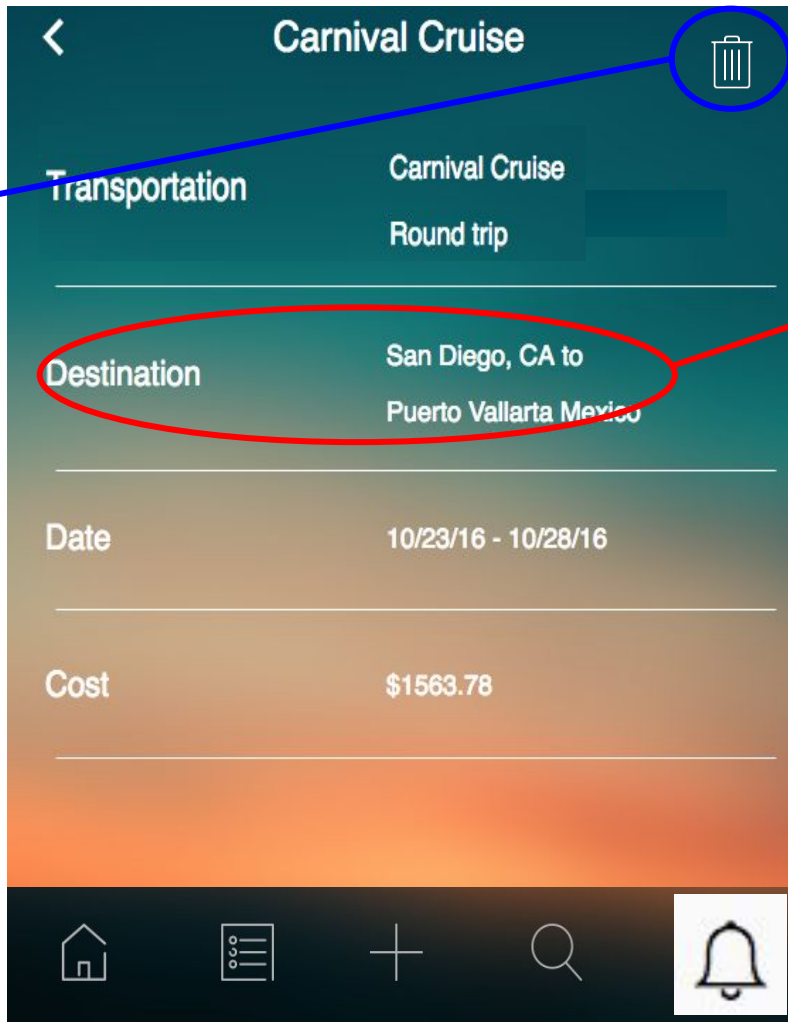 Carnival Cruise
Transportation
Carnival Cruise
Round trip
Destination
San Diego, CA to
Puerto Vallarta Mexico
Date
10/23/16 - 10/28/16
Cost
$1563.78